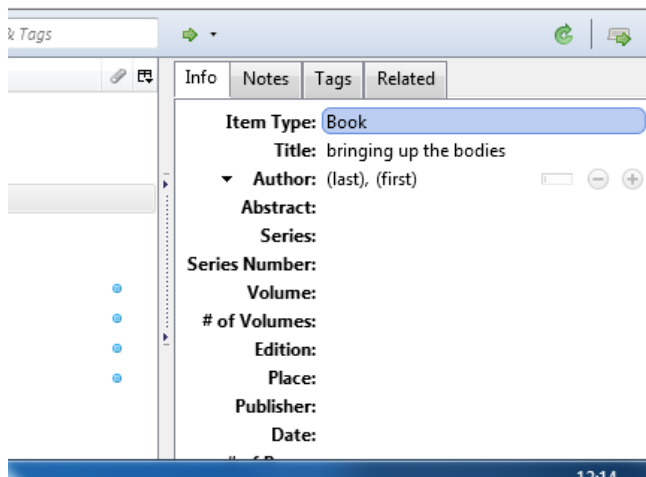 & Tags
Info Notes Tags Related
Item Type: Book
Title: bringing up the bodies
Author: (last), (first)
Abstract:
Series:
Series Number:
Volume:
# of Volumes:
Edition:
Place:
Publisher:
Date:
12:14